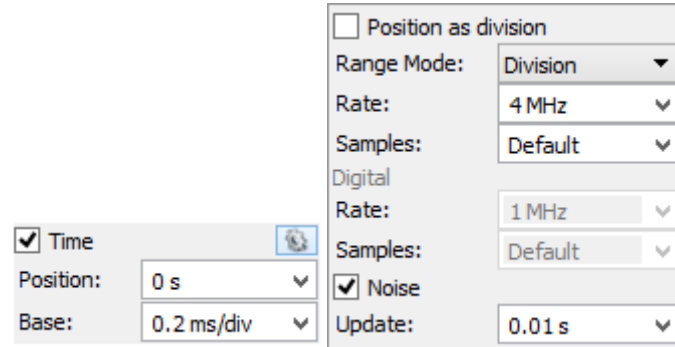 Time
Position: 0 s
Base: 0.2 ms/div
Position as division
Range Mode: Division
Rate: 4 MHz
Samples: Default
Digital
Rate: 1 MHz
Samples: Default
Noise
Update: 0.01 s